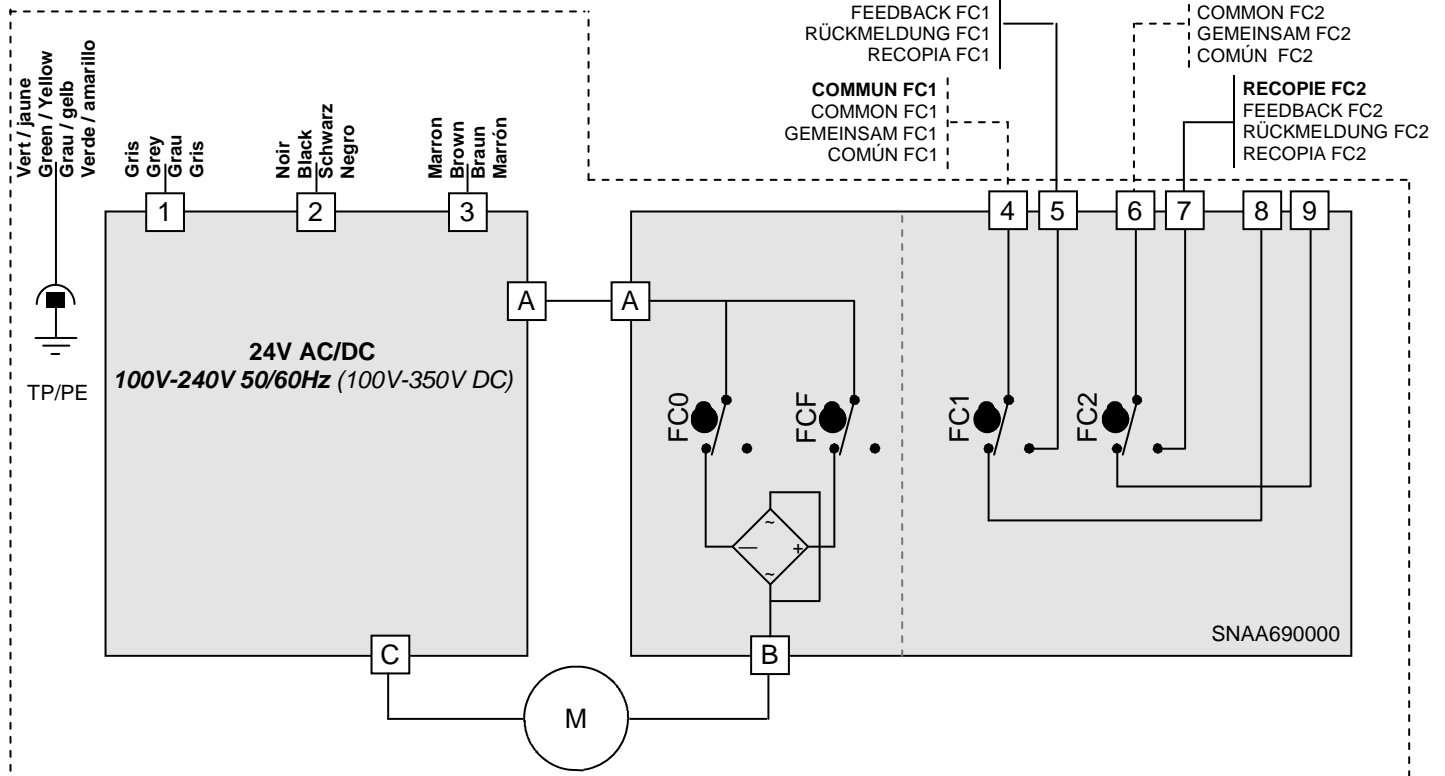 FEEDBACK FC1
RÜCKMELDUNG FC1
RECOPIA FC1
COMMON FC2
GEMEINSAM FC2
COMÚN FC2
COMMUN FC1
COMMON FC1
GEMEINSAM FC1
COMÚN FC1
RECOPIE FC2
FEEDBACK FC2
RÜCKMELDUNG FC2
RECOPIA FC2
Vert / jaune
Green / Yellow
Grau / gelb
Verde / amarillo
Gris
Grey
Grau
Gris
Noir
Black
Schwarz
Negro
Marron
Brown
Braun
Marrón
1
2
3
4
5
6
7
8
9
A
A
24V AC/DC
100V-240V 50/60Hz (100V-350V DC)
TP/PE
FC0
FCF
FC1
FC2
~
— +
~
SNAA690000
C
B
M